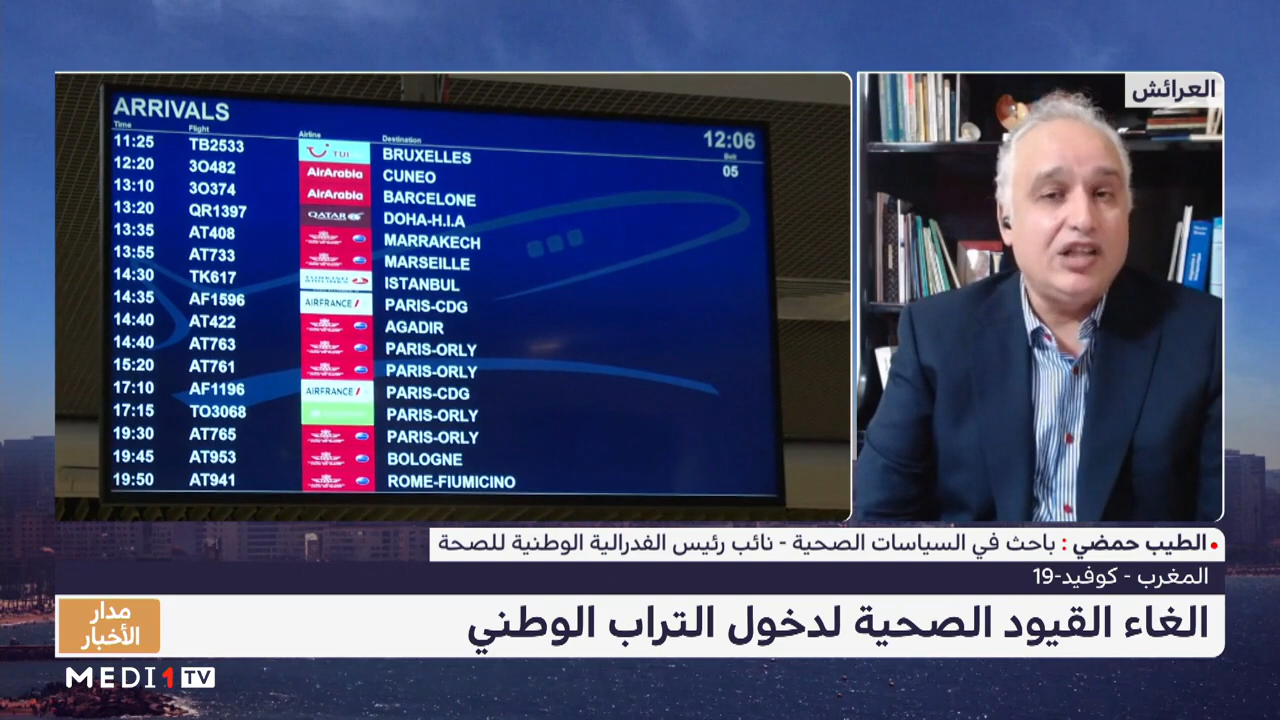 العرائش
ARRIVALS
12:06
Time Flight Airline Destination Belt
11:25 TB2533 TUI BRUXELLES 05
12:20 3O482 AirArabia CUNEO
13:10 3O374 AirArabia BARCELONE
13:20 QR1397 QATAR DOHA-H.I.A
13:35 AT408 MARRAKECH
13:55 AT733 MARSEILLE
14:30 TK617 TURKISH AIRLINES ISTANBUL
14:35 AF1596 AIRFRANCE PARIS-CDG
14:40 AT422 AGADIR
14:40 AT763 PARIS-ORLY
15:20 AT761 PARIS-ORLY
17:10 AF1196 AIRFRANCE PARIS-CDG
17:15 TO3068 PARIS-ORLY
19:30 AT765 PARIS-ORLY
19:45 AT953 BOLOGNE
19:50 AT941 ROME-FIUMICINO
الطيب حمضي : باحث في السياسات الصحية - نائب رئيس الفدرالية الوطنية للصحة
المغرب - كوفيد-19
الغاء القيود الصحية لدخول التراب الوطني
مدار
الأخبار
MEDI1 TV